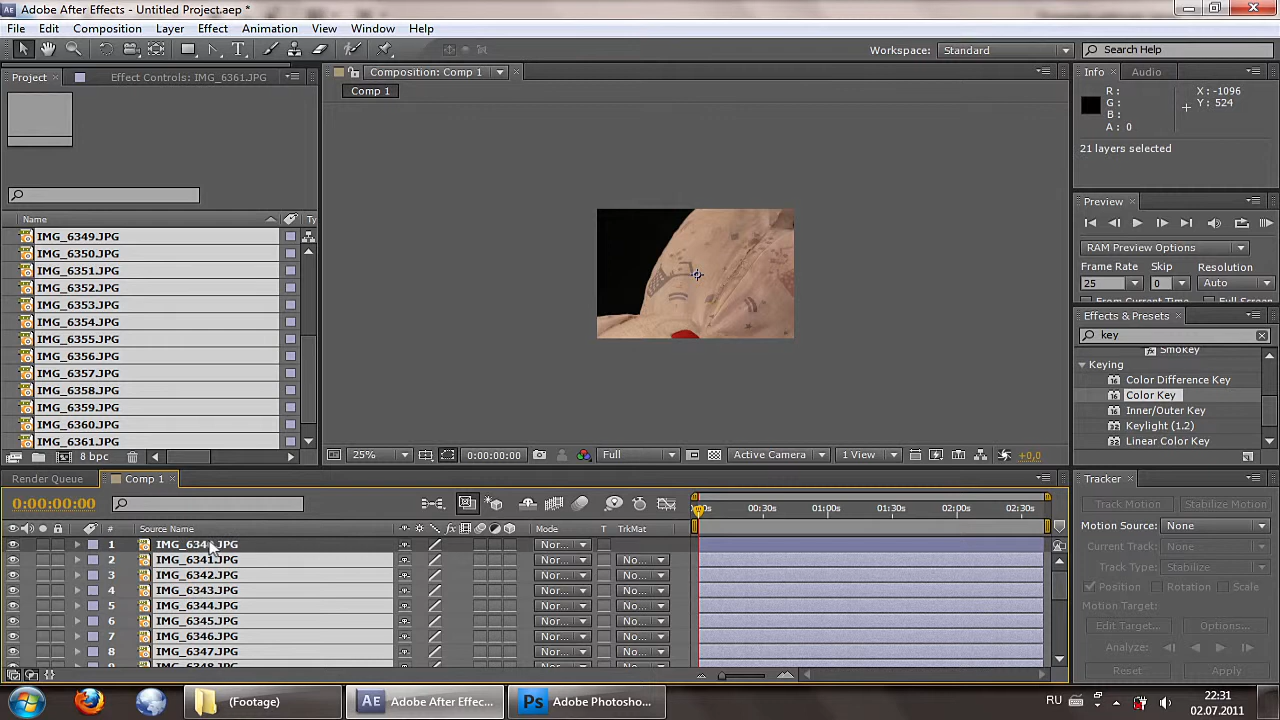 Adobe After Effects - Untitled Project.aep *
File Edit Composition Layer Effect Animation View Window Help
Workspace: Standard Search Help
Project Effect Controls: IMG_6361.JPG
Composition: Comp 1
Comp 1
Info Audio
R :
G :
B :
A : 0
X : -1096
Y : 524
21 layers selected
Preview
RAM Preview Options
Frame Rate Skip Resolution
25 0 Auto
From Current Time Full Screen
Effects & Presets
key
Smokey
Keying
Color Difference Key
Color Key
Inner/Outer Key
Keylight (1.2)
Linear Color Key
Name Ty
IMG_6349.JPG
IMG_6350.JPG
IMG_6351.JPG
IMG_6352.JPG
IMG_6353.JPG
IMG_6354.JPG
IMG_6355.JPG
IMG_6356.JPG
IMG_6357.JPG
IMG_6358.JPG
IMG_6359.JPG
IMG_6360.JPG
IMG_6361.JPG
8 bpc
25% 0:00:00:00 Full Active Camera 1 View +0,0
Render Queue Comp 1
0:00:00:00
00:30s 01:00s 01:30s 02:00s 02:30s
# Source Name fx Mode T TrkMat
1 Nor...
2 IMG_6341.JPG Nor... No...
3 IMG_6342.JPG Nor... No...
4 IMG_6343.JPG Nor... No...
5 IMG_6344.JPG Nor... No...
6 IMG_6345.JPG Nor... No...
7 IMG_6346.JPG Nor... No...
8 IMG_6347.JPG Nor... No...
Tracker
Track Motion Stabilize Motion
Motion Source: None
Current Track: None
Track Type: Stabilize
Position Rotation Scale
Motion Target:
Edit Target... Options...
Analyze:
Reset Apply
(Footage) Adobe After Effec... Adobe Photosho... RU 22:31
02.07.2011